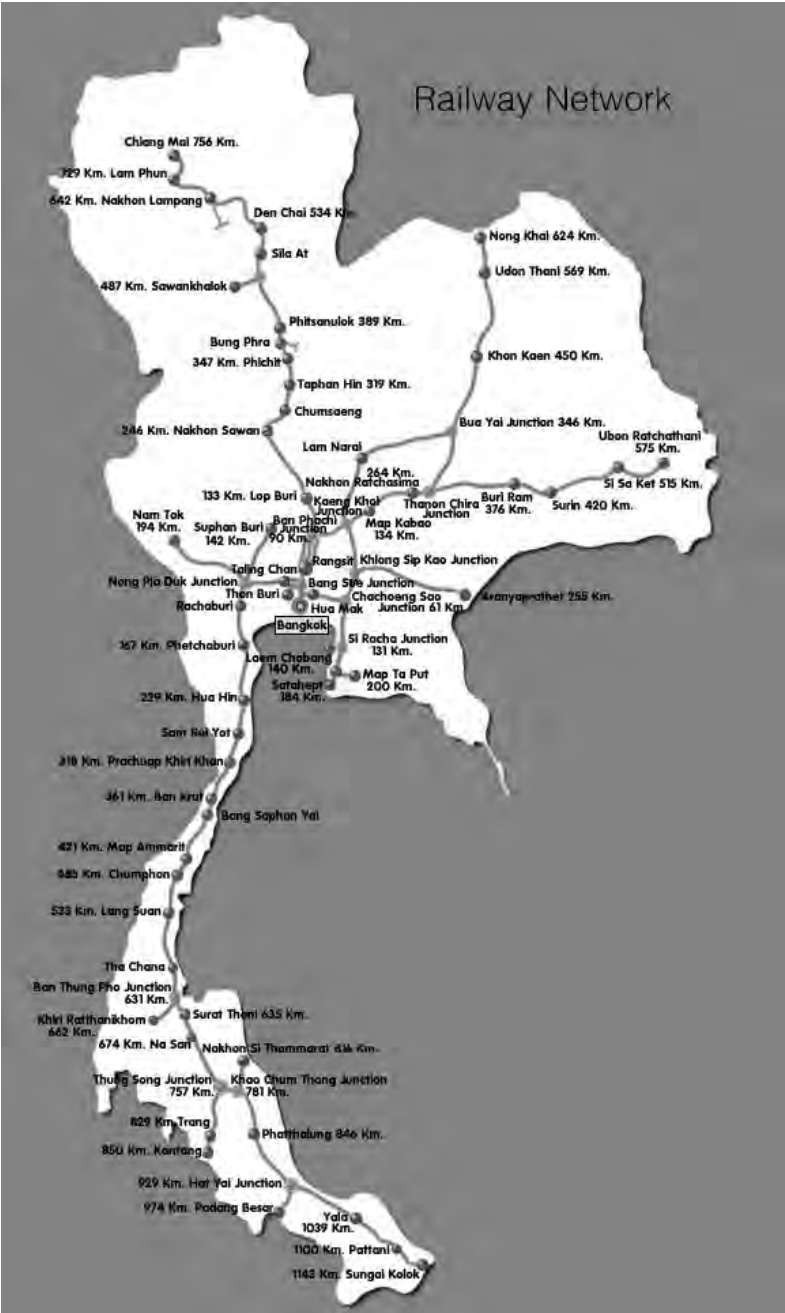 Railway Network
Chiang Mai 756 Km.
729 Km. Lam Phun
642 Km. Nakhon Lampang
Den Chai 534 Km.
Sila At
487 Km. Sawankhalok
Nong Khai 624 Km.
Udon Thani 569 Km.
Phitsanulok 389 Km.
Bung Phra
347 Km. Phichit
Khon Kaen 450 Km.
Taphan Hin 319 Km.
Chumsaeng
246 Km. Nakhon Sawan
Bua Yai Junction 346 Km.
Lam Narai
Ubon Ratchathani
575 Km.
264 Km.
Nakhon Ratchasima
Si Sa Ket 515 Km.
133 Km. Lop Buri
Kaeng Khoi
Junction
Thanon Chira
Junction
Buri Ram
376 Km.
Surin 420 Km.
Nam Tok
194 Km.
Suphan Buri
142 Km.
Ban Phachi
Junction
90 Km.
Map Kabao
134 Km.
Rangsit
Khlong Sip Kao Junction
Taling Chan
Nong Pla Duk Junction
Bang Sue Junction
Thon Buri
Chachoeng Sao
Junction 61 Km.
Aranyaprathet 255 Km.
Rachaburi
Hua Mak
Bangkok
Si Racha Junction
131 Km.
167 Km. Phetchaburi
Laem Chabang
140 Km.
Map Ta Put
200 Km.
Satahept
184 Km.
229 Km. Hua Hin
Sam Roi Yot
318 Km. Prachuap Khiri Khan
361 Km. Ban Krut
Bang Saphan Yai
421 Km. Map Ammarit
485 Km. Chumphon
533 Km. Lang Suan
Tha Chana
Ban Thung Pho Junction
631 Km.
Khiri Ratthanikhom
662 Km.
Surat Thani 635 Km.
674 Km. Na San
Nakhon Si Thammarat 816 Km.
Thung Song Junction
757 Km.
Khao Chum Thong Junction
781 Km.
829 Km. Trang
850 Km. Kantang
Phatthalung 846 Km.
929 Km. Hat Yai Junction
974 Km. Padang Besar
Yala
1039 Km.
1100 Km. Pattani
1143 Km. Sungai Kolok